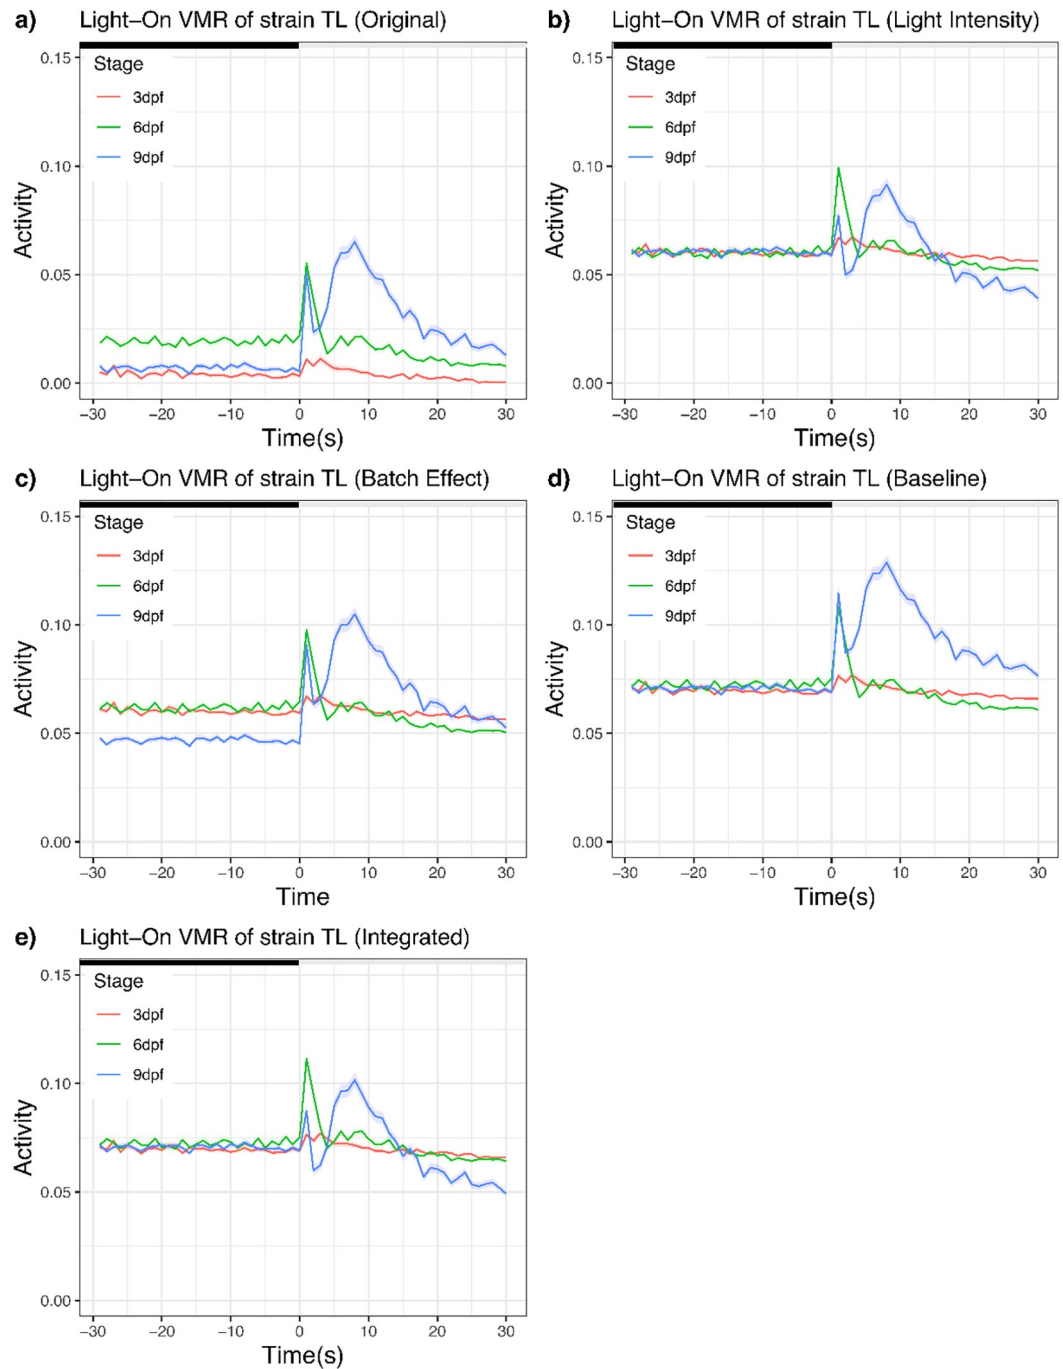 a) Light–On VMR of strain TL (Original)
0.15
0.10
0.05
0.00
Activity
Stage
3dpf
6dpf
9dpf
−30 −20 −10 0 10 20 30
Time(s)
b) Light–On VMR of strain TL (Light Intensity)
0.15
0.10
0.05
0.00
Activity
Stage
3dpf
6dpf
9dpf
−30 −20 −10 0 10 20 30
Time(s)
c) Light–On VMR of strain TL (Batch Effect)
0.15
0.10
0.05
0.00
Activity
Stage
3dpf
6dpf
9dpf
−30 −20 −10 0 10 20 30
Time
d) Light–On VMR of strain TL (Baseline)
0.15
0.10
0.05
0.00
Activity
Stage
3dpf
6dpf
9dpf
−30 −20 −10 0 10 20 30
Time(s)
e) Light–On VMR of strain TL (Integrated)
0.15
0.10
0.05
0.00
Activity
Stage
3dpf
6dpf
9dpf
−30 −20 −10 0 10 20 30
Time(s)